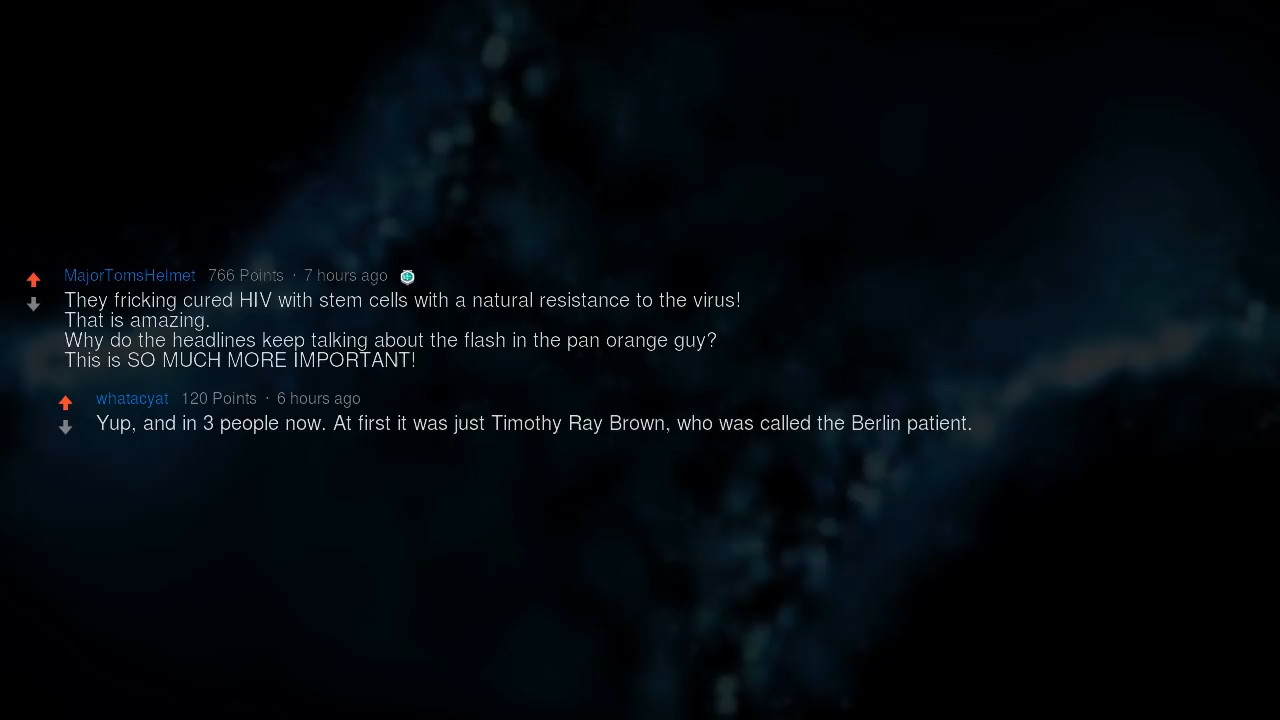 MajorTomsHelmet 766 Points · 7 hours ago
They fricking cured HIV with stem cells with a natural resistance to the virus!
That is amazing.
Why do the headlines keep talking about the flash in the pan orange guy?
This is SO MUCH MORE IMPORTANT!
whatacyat 120 Points · 6 hours ago
Yup, and in 3 people now. At first it was just Timothy Ray Brown, who was called the Berlin patient.